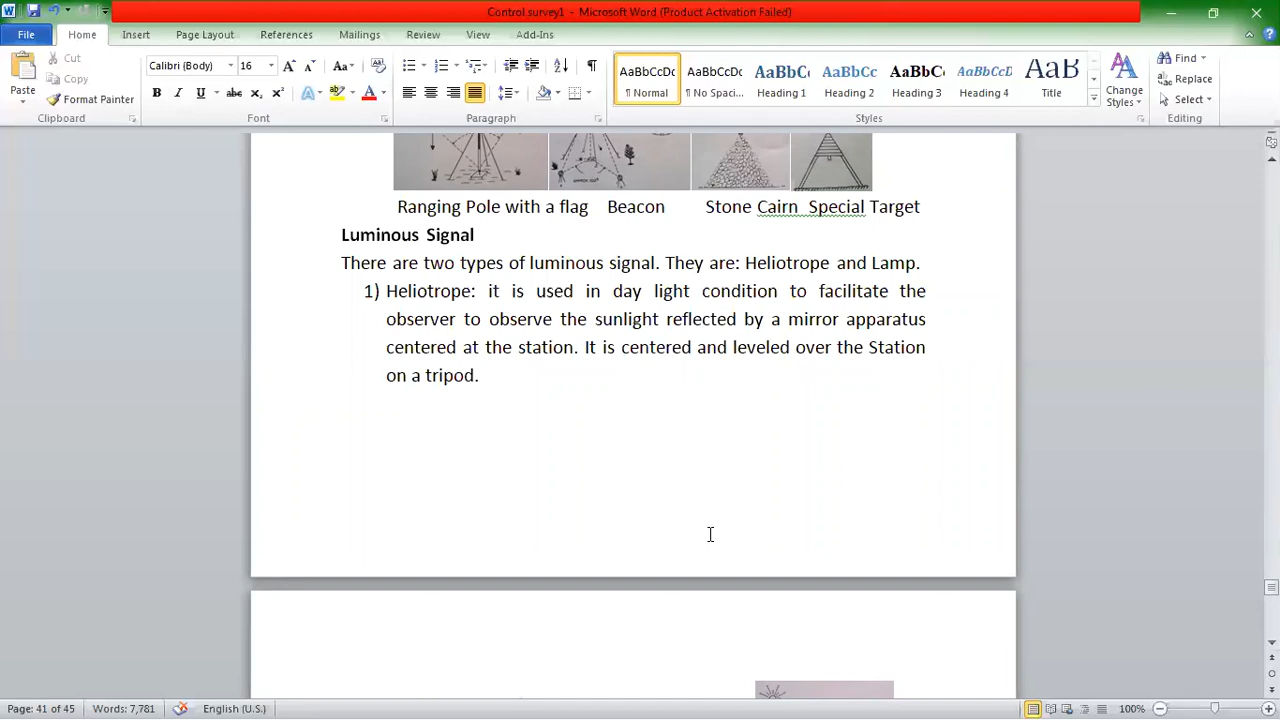 Control.survey1 - Microsoft Word (Product Activation Failed)
File Home Insert Page Layout References Mailings Review View Add-Ins
Paste
Cut
Copy
Format Painter
Clipboard
Calibri (Body) 16
Font
Paragraph
AaBbCcDc AaBbCcDc AaBbCc AaBbCc AaBbCc AaBbCcD AaB
¶ Normal ¶ No Spaci... Heading 1 Heading 2 Heading 3 Heading 4 Title
Change Styles
Styles
Find
Replace
Select
Editing
Ranging Pole with a flag Beacon Stone Cairn Special Target
Luminous Signal
There are two types of luminous signal. They are: Heliotrope and Lamp.
1) Heliotrope: it is used in day light condition to facilitate the
observer to observe the sunlight reflected by a mirror apparatus
centered at the station. It is centered and leveled over the Station
on a tripod.
Page: 41 of 45 Words: 7,781 English (U.S.) 100%